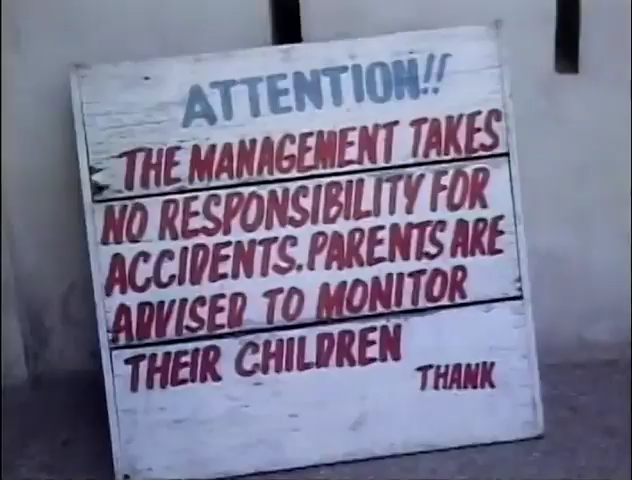 ATTENTION!!
THE MANAGEMENT TAKES
NO RESPONSIBILITY FOR
ACCIDENTS. PARENTS ARE
ADVISED TO MONITOR
THEIR CHILDREN
THANK